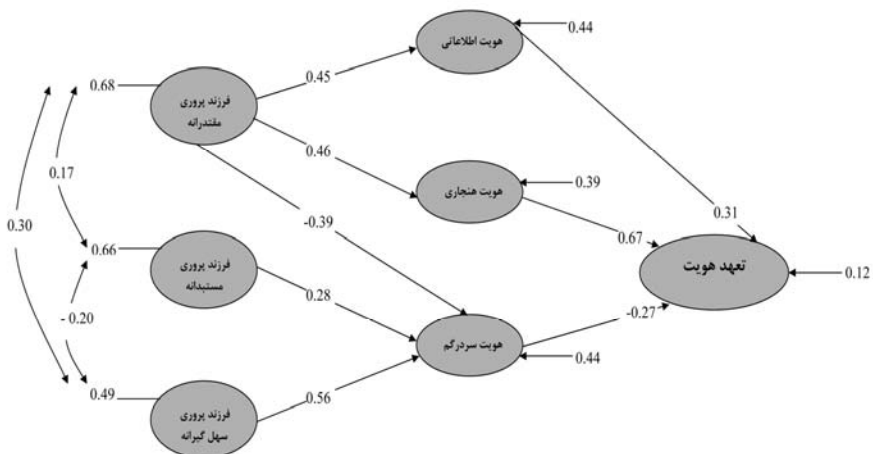 0.44
هویت اطلاعاتی
0.68
فرزند پروری
مقتدرانه
0.45
0.17
0.46
هویت هنجاری
0.39
0.30
-0.39
0.31
0.67
0.66
فرزند پروری
مستبدانه
تعهد هویت
0.12
- 0.20
0.28
هویت سردرگم
-0.27
0.44
0.49
فرزند پروری
سهل گیرانه
0.56